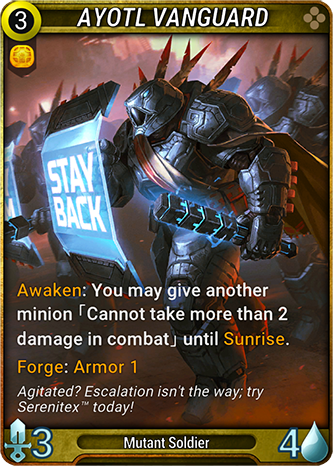 3
AYOTL VANGUARD
STAY
BACK
Awaken: You may give another
minion「Cannot take more than 2
damage in combat」until Sunrise.
Forge: Armor 1
Agitated? Escalation isn't the way; try
Serenitex™ today!
3
Mutant Soldier
4